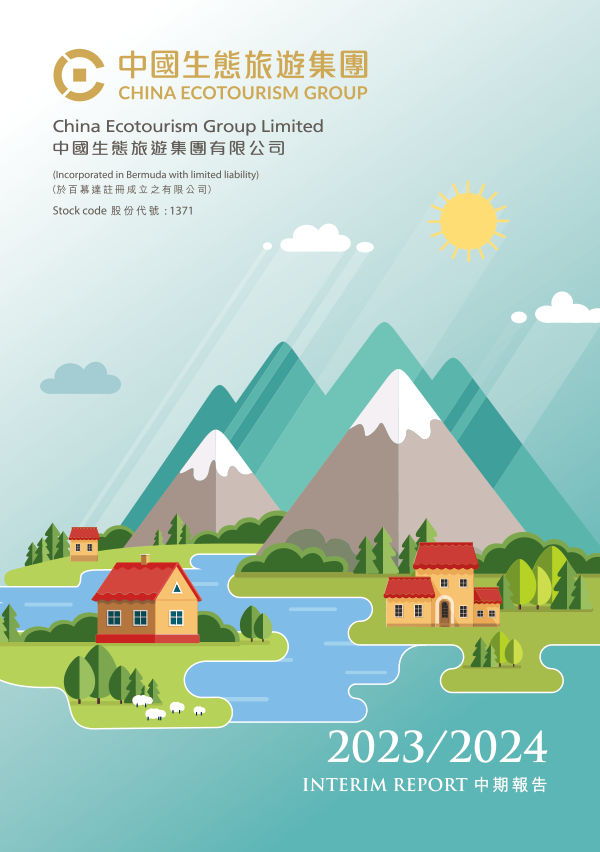 中國生態旅遊集團
CHINA ECOTOURISM GROUP
China Ecotourism Group Limited
中國生態旅遊集團有限公司
(Incorporated in Bermuda with limited liability)
(於百慕達註冊成立之有限公司)
Stock code 股份代號 : 1371
2023/2024
INTERIM REPORT 中期報告